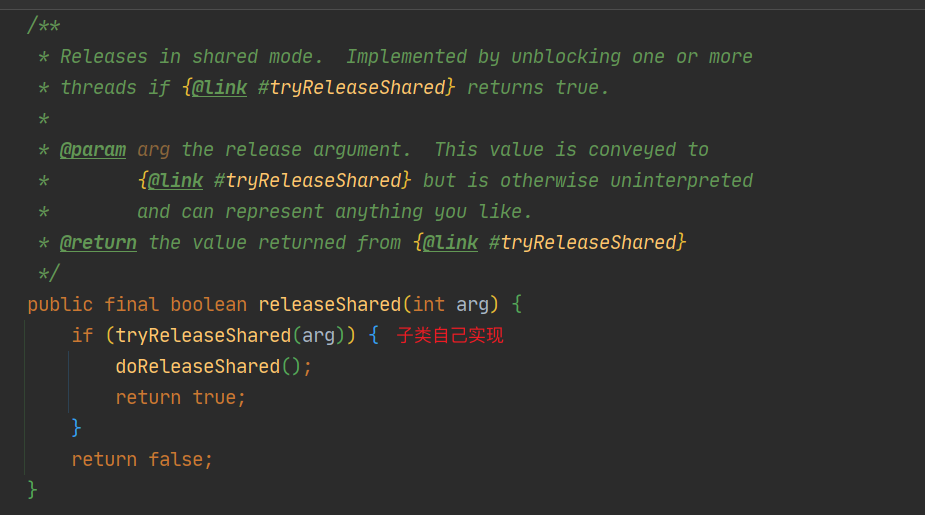 /**
 * Releases in shared mode.  Implemented by unblocking one or more
 * threads if {@link #tryReleaseShared} returns true.
 *
 * @param arg the release argument.  This value is conveyed to
 *        {@link #tryReleaseShared} but is otherwise uninterpreted
 *        and can represent anything you like.
 * @return the value returned from {@link #tryReleaseShared}
 */
public final boolean releaseShared(int arg) {
    if (tryReleaseShared(arg)) { 子类自己实现
        doReleaseShared();
        return true;
    }
    return false;
}